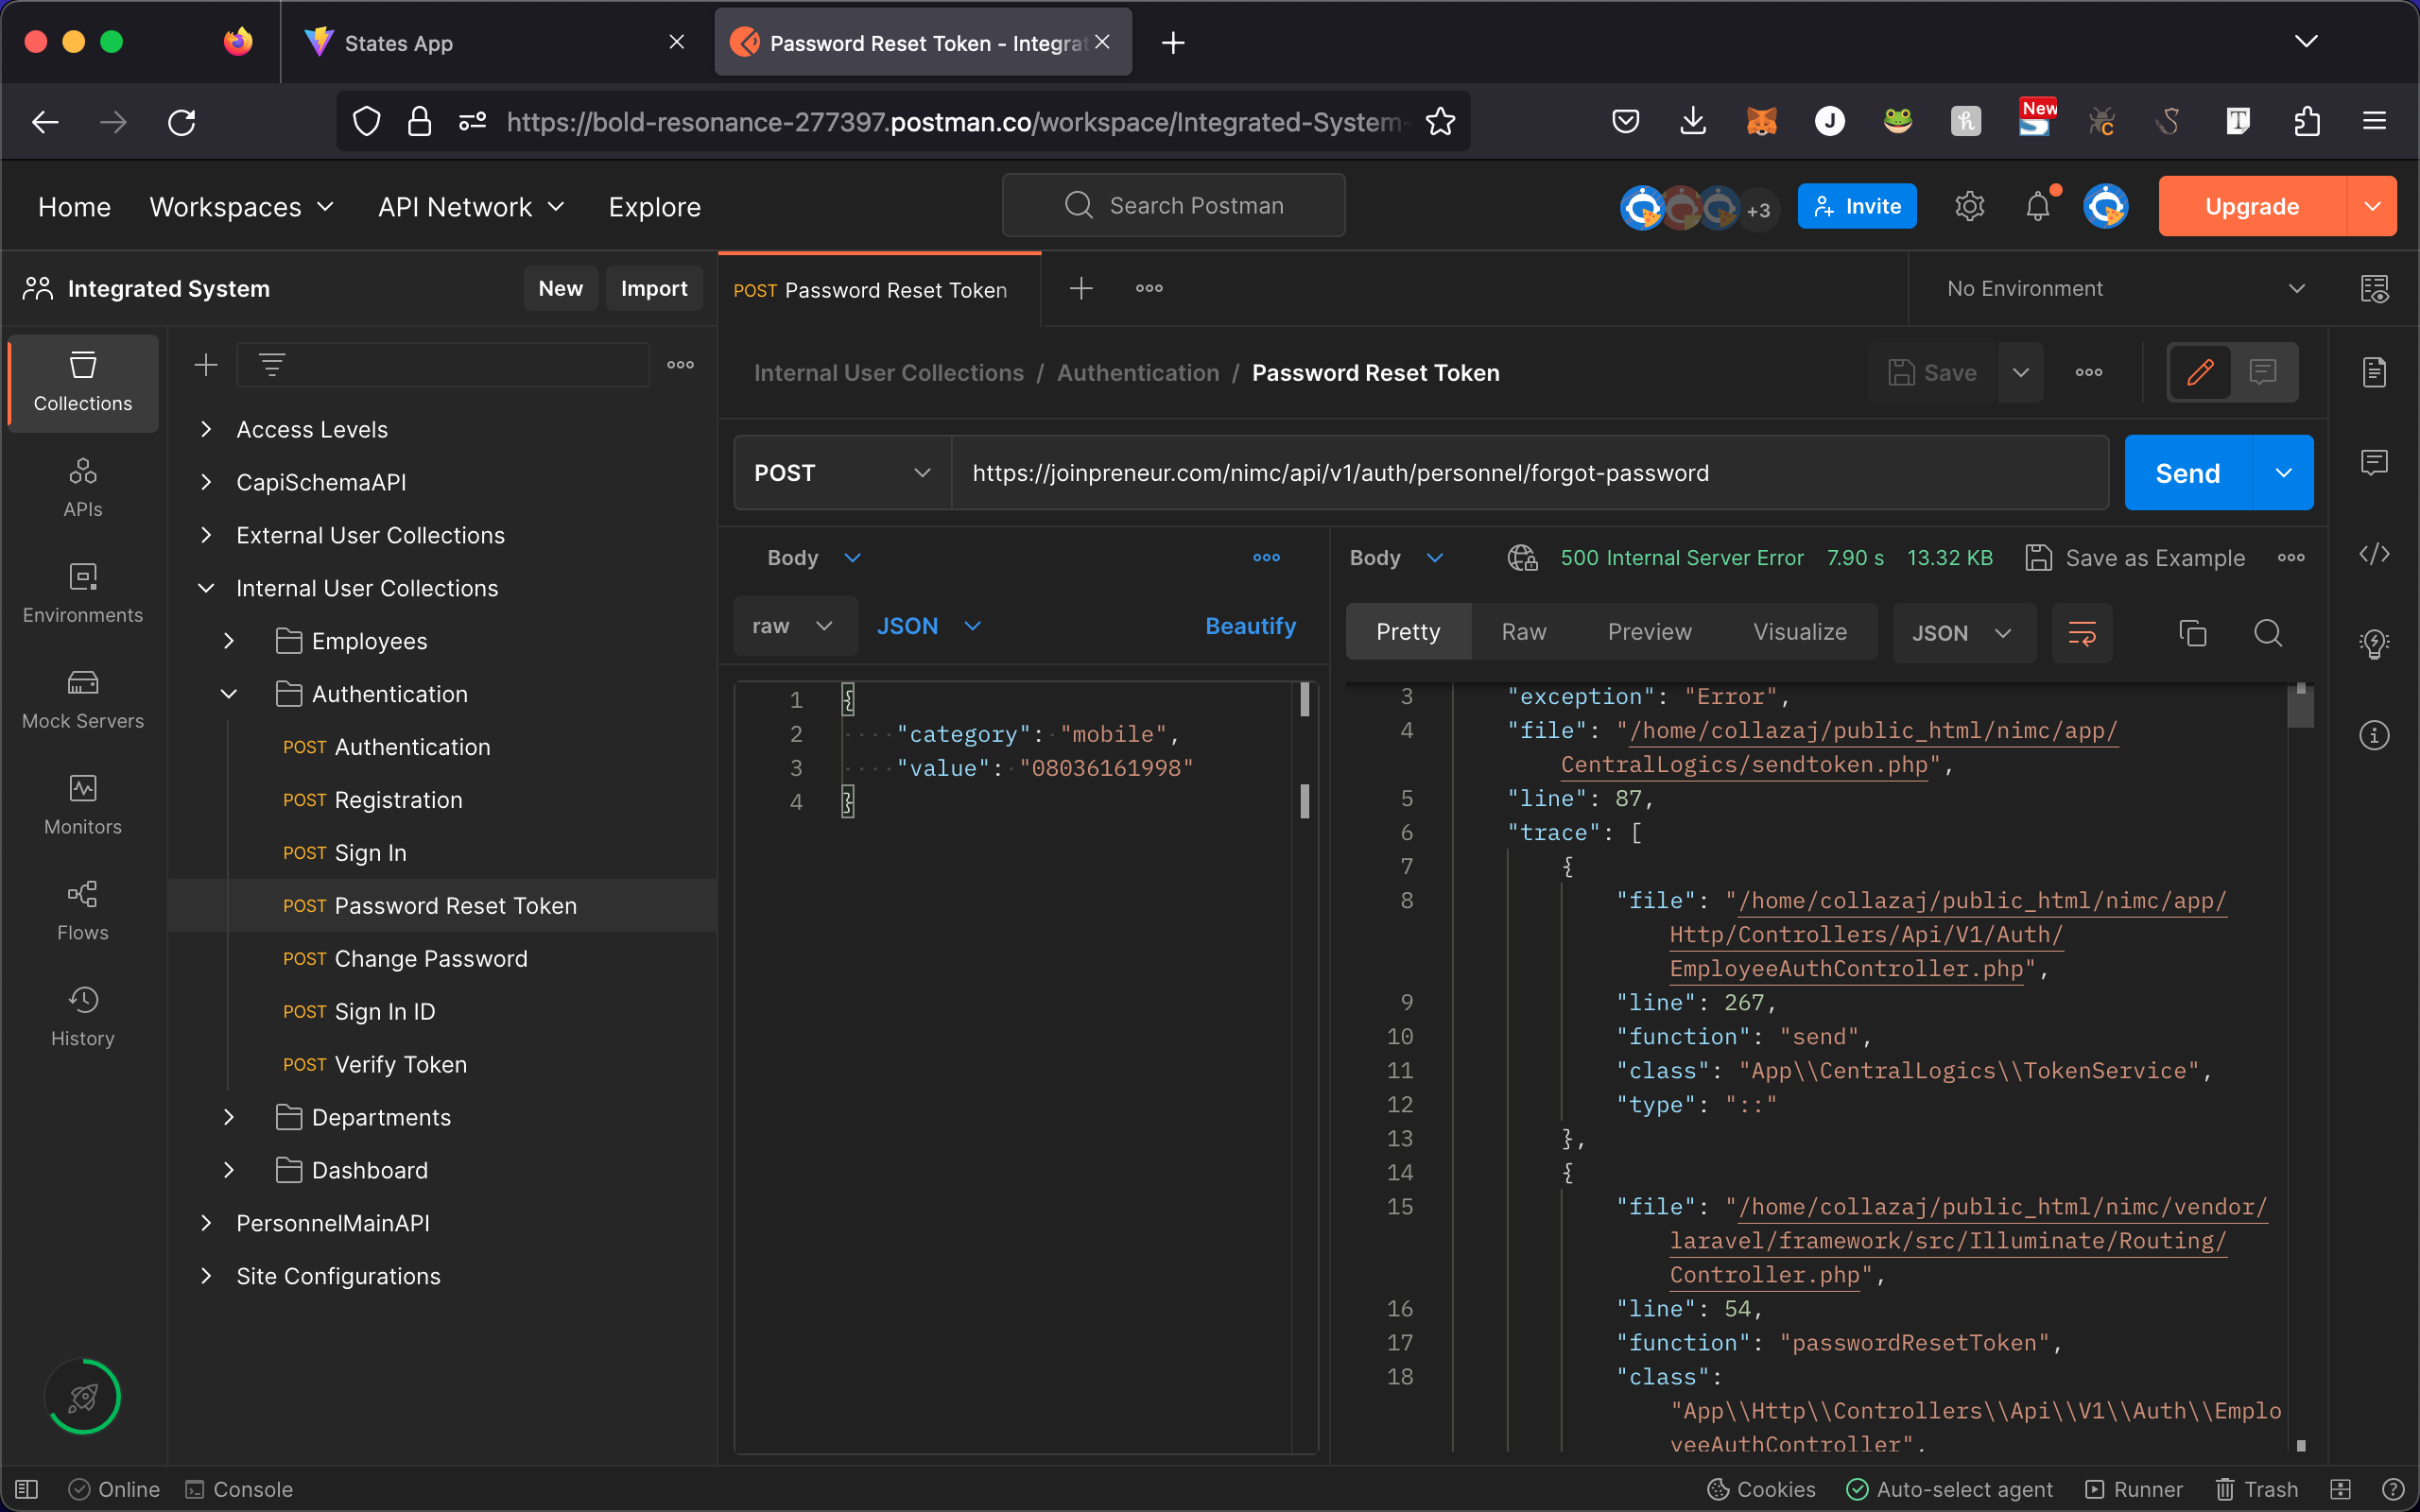 States App
Password Reset Token - Integrat
https://bold-resonance-277397.postman.co/workspace/Integrated-System
New
Home
Workspaces
API Network
Explore
Search Postman
+3
Invite
Upgrade
Integrated System
New
Import
POST Password Reset Token
No Environment
Collections
APIs
Environments
Mock Servers
Monitors
Flows
History
Access Levels
CapiSchemaAPI
External User Collections
Internal User Collections
Employees
Authentication
POST Authentication
POST Registration
POST Sign In
POST Password Reset Token
POST Change Password
POST Sign In ID
POST Verify Token
Departments
Dashboard
PersonnelMainAPI
Site Configurations
Internal User Collections / Authentication / Password Reset Token
Save
POST
https://joinpreneur.com/nimc/api/v1/auth/personnel/forgot-password
Send
Body
raw
JSON
Beautify
1 {
2 "category": "mobile",
3 "value": "08036161998"
4 }
Body
500 Internal Server Error 7.90 s 13.32 KB
Save as Example
Pretty
Raw
Preview
Visualize
JSON
3 "exception": "Error",
4 "file": "/home/collazaj/public_html/nimc/app/
CentralLogics/sendtoken.php",
5 "line": 87,
6 "trace": [
7 {
8 "file": "/home/collazaj/public_html/nimc/app/
Http/Controllers/Api/V1/Auth/
EmployeeAuthController.php",
9 "line": 267,
10 "function": "send",
11 "class": "App\\CentralLogics\\TokenService",
12 "type": "::"
13 },
14 {
15 "file": "/home/collazaj/public_html/nimc/vendor/
laravel/framework/src/Illuminate/Routing/
Controller.php",
16 "line": 54,
17 "function": "passwordResetToken",
18 "class":
"App\\Http\\Controllers\\Api\\V1\\Auth\\Emplo
yeeAuthController",
Online
Console
Cookies
Auto-select agent
Runner
Trash